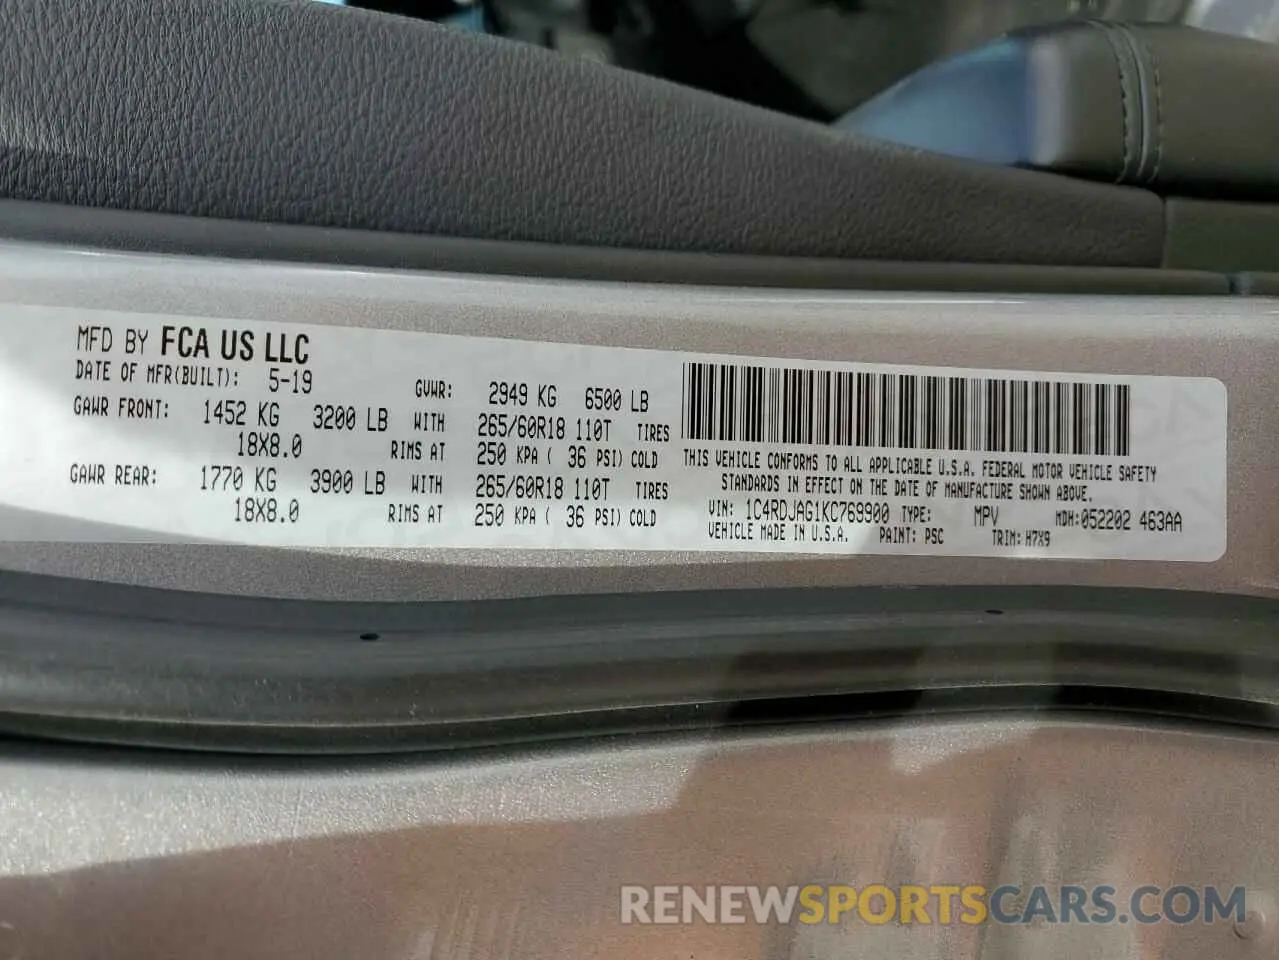 MFD BY FCA US LLC
DATE OF MFR(BUILT): 5-19 GVWR: 2949 KG 6500 LB
GAWR FRONT: 1452 KG 3200 LB WITH 265/60R18 110T TIRES
18X8.0 RIMS AT 250 KPA ( 36 PSI) COLD
GAWR REAR: 1770 KG 3900 LB WITH 265/60R18 110T TIRES
18X8.0 RIMS AT 250 KPA ( 36 PSI) COLD
THIS VEHICLE CONFORMS TO ALL APPLICABLE U.S.A. FEDERAL MOTOR VEHICLE SAFETY
STANDARDS IN EFFECT ON THE DATE OF MANUFACTURE SHOWN ABOVE.
VIN: 1C4RDJAG1KC769900 TYPE: MPV MDH:052202 463AA
VEHICLE MADE IN U.S.A. PAINT: PSC TRIM: H7X9
RENEWSPORTSCARS.COM